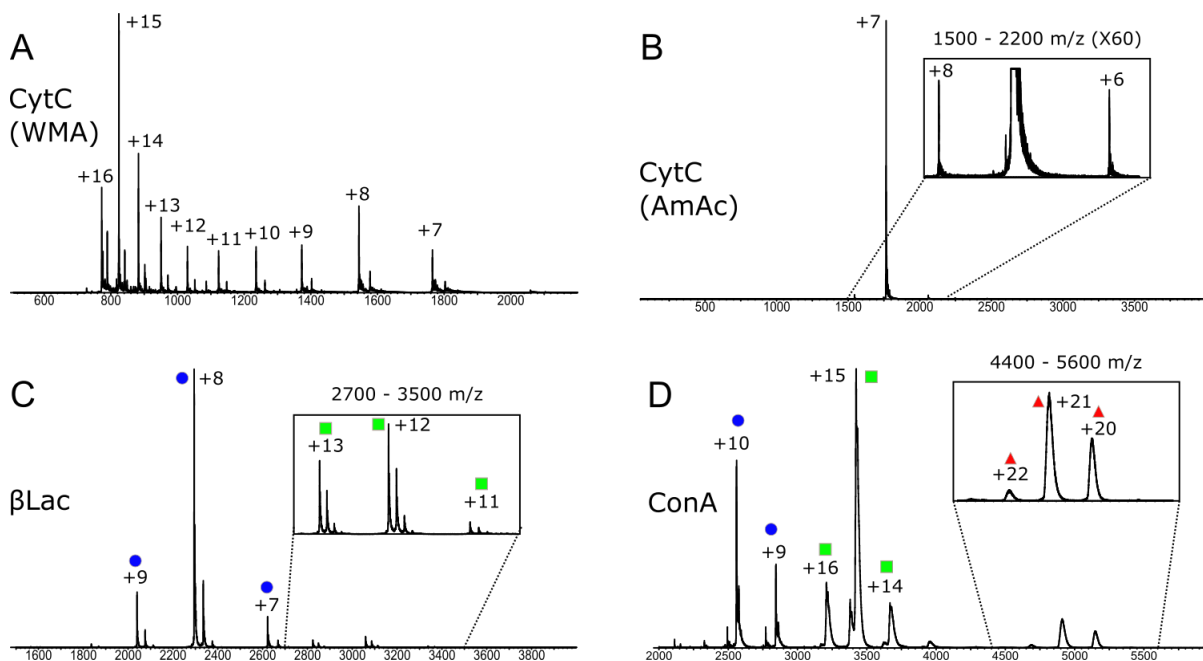 A
CytC
(WMA)
+15
+14
+16
+13
+12
+11
+10
+9
+8
+7
600 800 1000 1200 1400 1600 1800 2000
B
CytC
(AmAc)
+7
1500 - 2200 m/z (X60)
+8
+6
500 1000 1500 2000 2500 3000 3500
C
βLac
+8
+9
+7
2700 - 3500 m/z
+13
+12
+11
1800 2000 2200 2400 2600 2800 3000 3200 3400 3600 3800
D
ConA
+15
+10
+9
+16
+14
4400 - 5600 m/z
+21
+20
+22
2000 2500 3000 3500 4000 4500 5000 5500